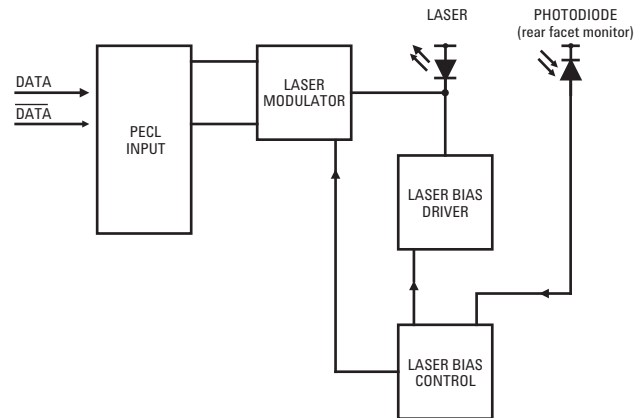 LASER
PHOTODIODE
(rear facet monitor)
DATA
DATA
PECL
INPUT
LASER
MODULATOR
LASER BIAS
DRIVER
LASER BIAS
CONTROL